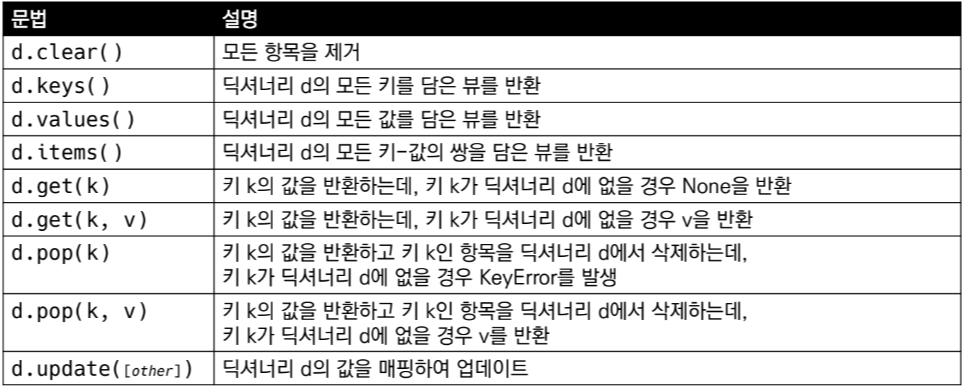 문법 설명
d.clear() 모든 항목을 제거
d.keys() 딕셔너리 d의 모든 키를 담은 뷰를 반환
d.values() 딕셔너리 d의 모든 값를 담은 뷰를 반환
d.items() 딕셔너리 d의 모든 키-값의 쌍을 담은 뷰를 반환
d.get(k) 키 k의 값을 반환하는데, 키 k가 딕셔너리 d에 없을 경우 None을 반환
d.get(k, v) 키 k의 값을 반환하는데, 키 k가 딕셔너리 d에 없을 경우 v을 반환
d.pop(k) 키 k의 값을 반환하고 키 k인 항목을 딕셔너리 d에서 삭제하는데,
키 k가 딕셔너리 d에 없을 경우 KeyError를 발생
d.pop(k, v) 키 k의 값을 반환하고 키 k인 항목을 딕셔너리 d에서 삭제하는데,
키 k가 딕셔너리 d에 없을 경우 v를 반환
d.update([other]) 딕셔너리 d의 값을 매핑하여 업데이트